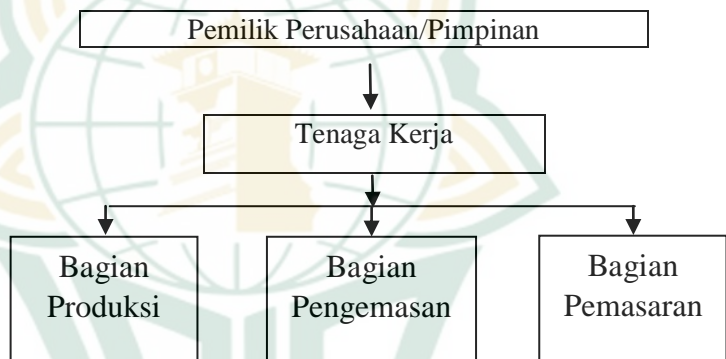 Pemilik Perusahaan/Pimpinan
Tenaga Kerja
Bagian
Produksi
Bagian
Pengemasan
Bagian
Pemasaran